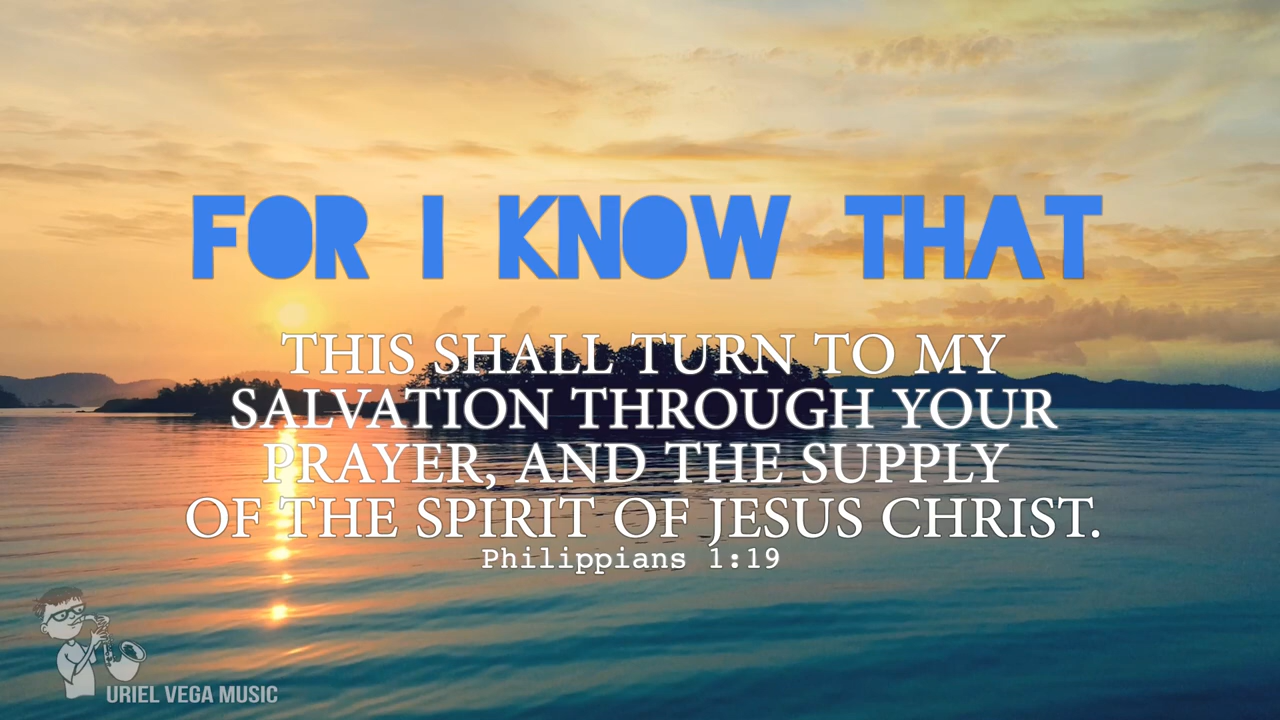 FOR I KNOW THAT
THIS SHALL TURN TO MY
SALVATION THROUGH YOUR
PRAYER, AND THE SUPPLY
OF THE SPIRIT OF JESUS CHRIST.
Philippians 1:19
URIEL VEGA MUSIC